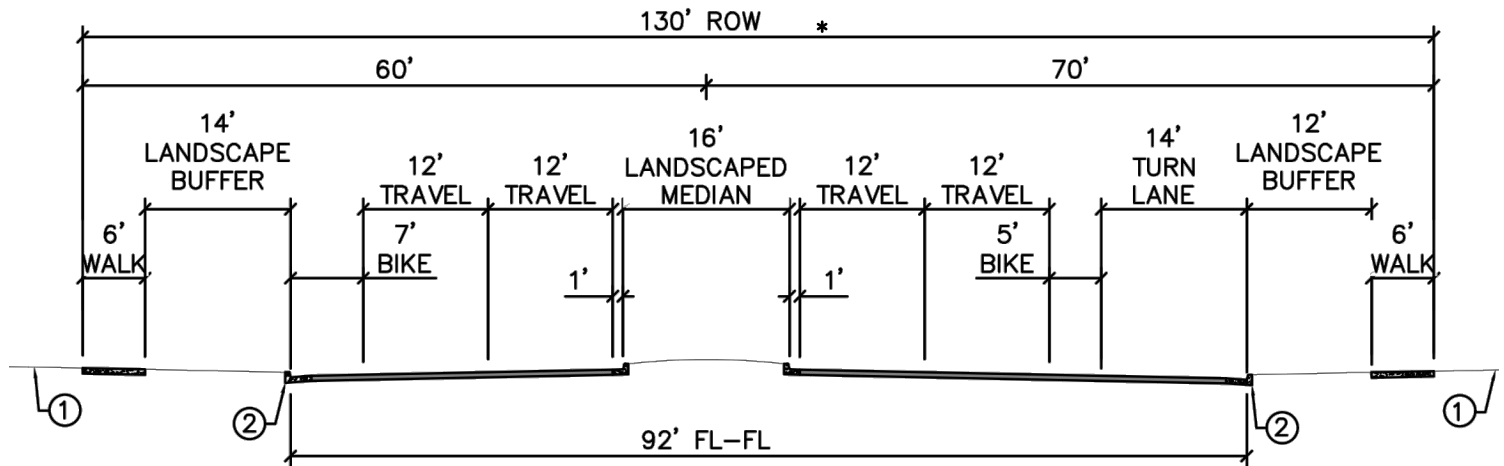 130' ROW *
60'
70'
14'
LANDSCAPE
BUFFER
12'
TRAVEL
12'
TRAVEL
16'
LANDSCAPED
MEDIAN
12'
TRAVEL
12'
TRAVEL
14'
TURN
LANE
12'
LANDSCAPE
BUFFER
6'
WALK
7'
BIKE
1'
1'
5'
BIKE
6'
WALK
1
2
2
1
92' FL-FL